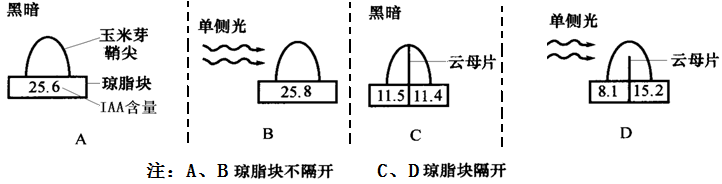 黑暗
玉米芽
鞘尖
25.6
琼脂块
IAA含量
A
单侧光
25.8
B
黑暗
云母片
11.5 11.4
C
单侧光
云母片
8.1 15.2
D
注：A、B 琼脂块不隔开 C、D 琼脂块隔开